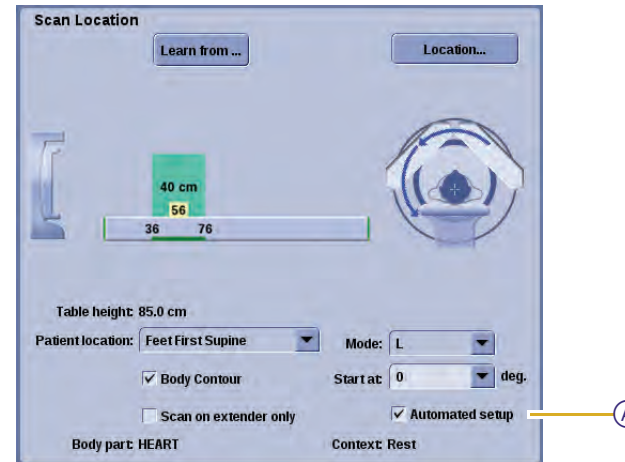 Scan Location
Learn from ...
Location...
40 cm
56
36 76
Table height: 85.0 cm
Patient location: Feet First Supine
Mode: L
Body Contour
Start at: 0 deg.
Scan on extender only
Automated setup
A
Body part: HEART
Context: Rest